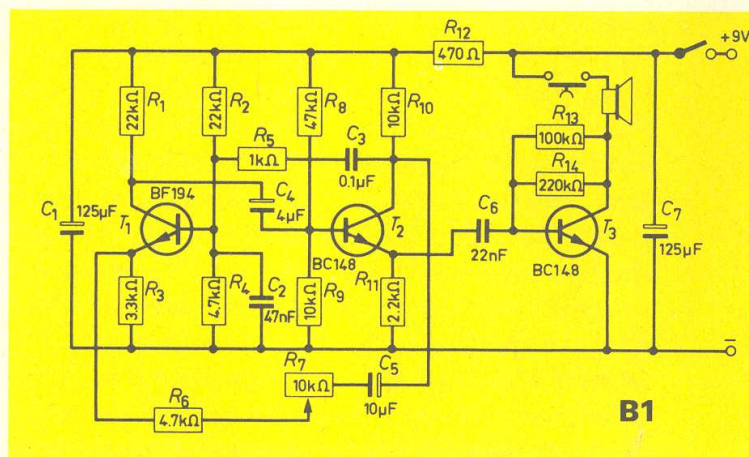 R12
470 Ω
+9V
R1
22kΩ
R2
22kΩ
R8
47kΩ
R10
10kΩ
R5
1kΩ
C3
0.1µF
R13
100kΩ
R14
220kΩ
C1
125µF
BF194
T1
C4
4µF
T2
BC148
C6
22nF
T3
BC148
C7
125µF
R3
3.3kΩ
R4
4.7kΩ
C2
47nF
R9
10kΩ
R11
2.2kΩ
–
R7
10kΩ
C5
10µF
R6
4.7kΩ
B1